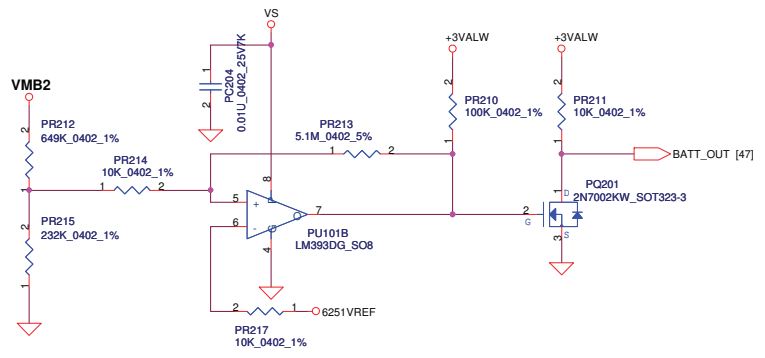 VS
+3VALW
+3VALW
1
2
PC204
0.01U_0402_25V7K
VMB2
2
PR212
649K_0402_1%
1
PR214
10K_0402_1%
1
2
PR213
5.1M_0402_5%
1
2
2
PR210
100K_0402_1%
1
2
PR211
10K_0402_1%
1
BATT_OUT [47]
2
PR215
232K_0402_1%
1
8
5
+
P
O
7
6
-
G
4
PU101B
LM393DG_SO8
1
D
PQ201
2N7002KW_SOT323-3
2
G
S
3
2
1
6251VREF
PR217
10K_0402_1%